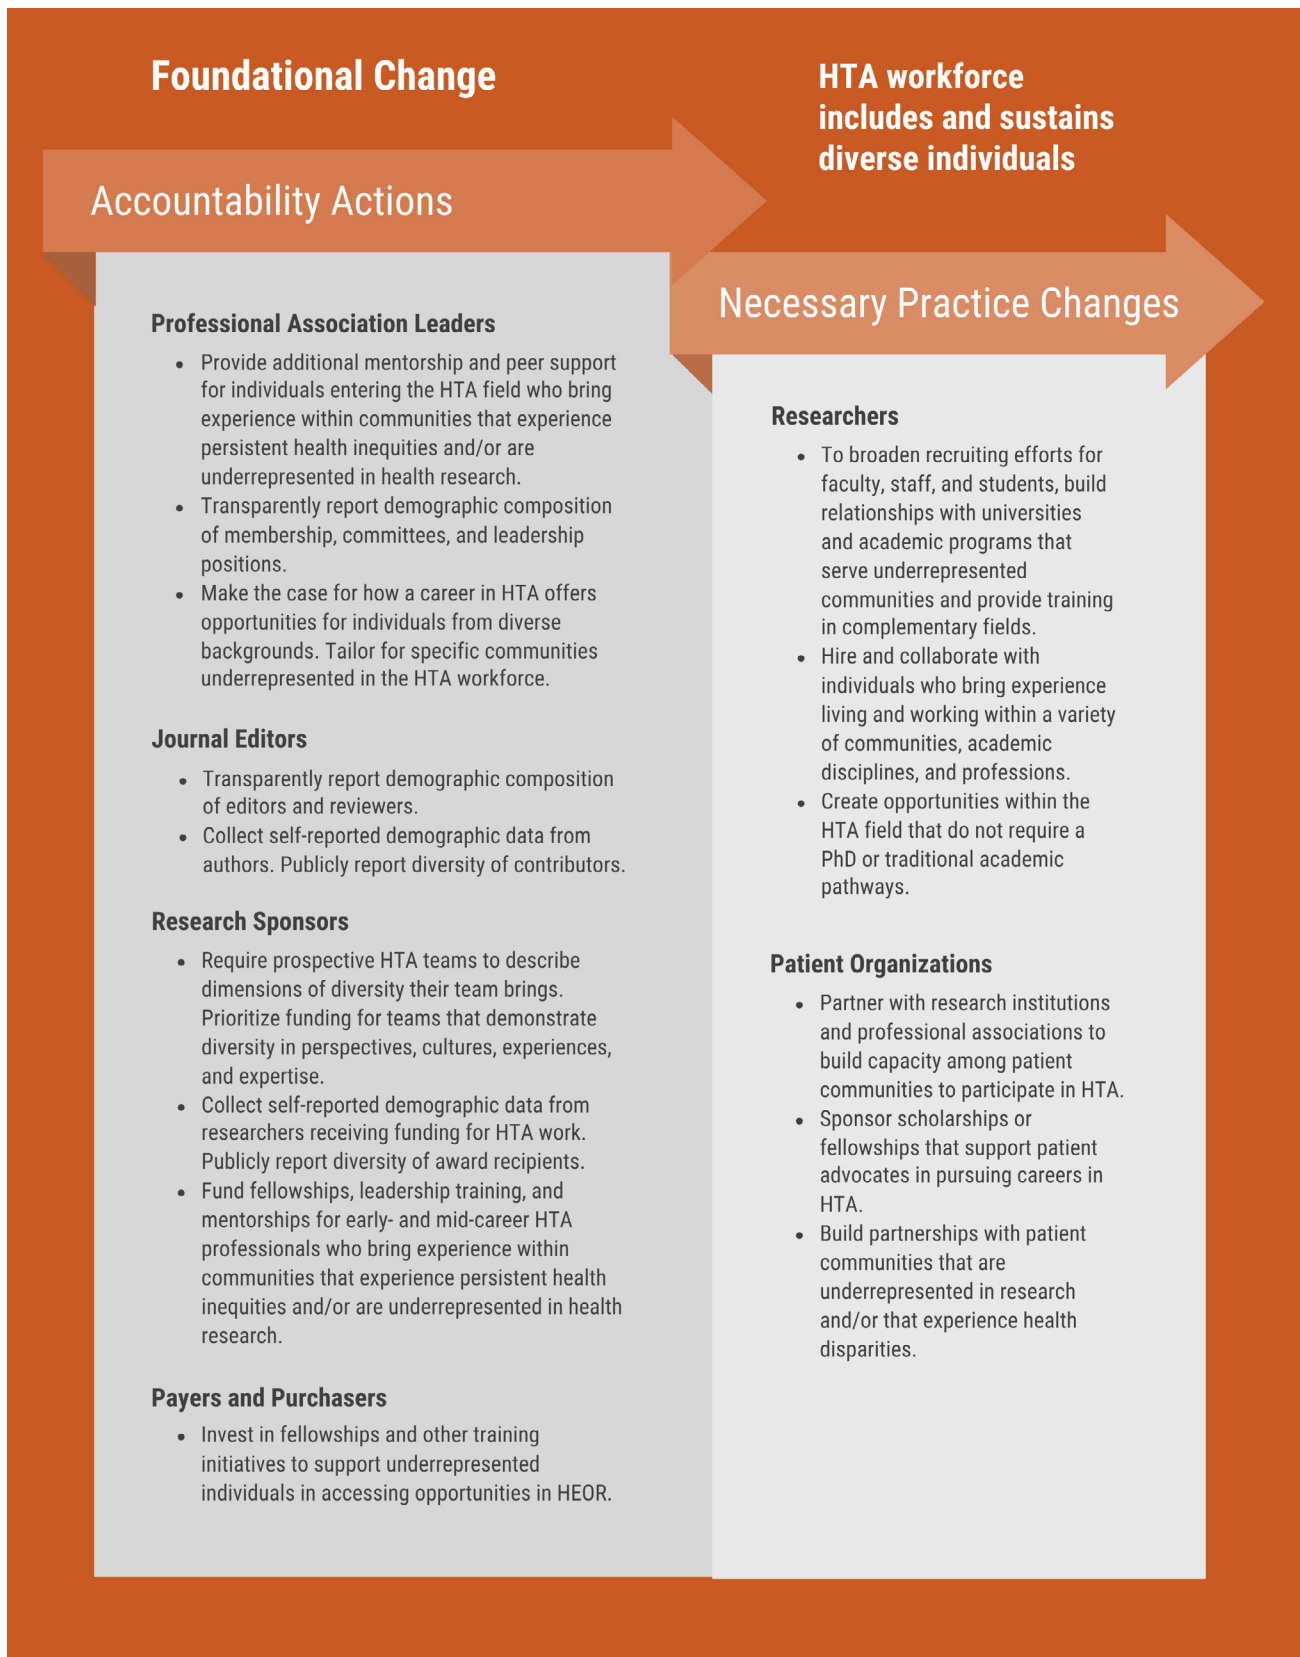 Foundational Change
HTA workforce
includes and sustains
diverse individuals
Accountability Actions
Professional Association Leaders
• Provide additional mentorship and peer support
for individuals entering the HTA field who bring
experience within communities that experience
persistent health inequities and/or are
underrepresented in health research.
• Transparently report demographic composition
of membership, committees, and leadership
positions.
• Make the case for how a career in HTA offers
opportunities for individuals from diverse
backgrounds. Tailor for specific communities
underrepresented in the HTA workforce.
Journal Editors
• Transparently report demographic composition
of editors and reviewers.
• Collect self-reported demographic data from
authors. Publicly report diversity of contributors.
Research Sponsors
• Require prospective HTA teams to describe
dimensions of diversity their team brings.
Prioritize funding for teams that demonstrate
diversity in perspectives, cultures, experiences,
and expertise.
• Collect self-reported demographic data from
researchers receiving funding for HTA work.
Publicly report diversity of award recipients.
• Fund fellowships, leadership training, and
mentorships for early- and mid-career HTA
professionals who bring experience within
communities that experience persistent health
inequities and/or are underrepresented in health
research.
Payers and Purchasers
• Invest in fellowships and other training
initiatives to support underrepresented
individuals in accessing opportunities in HEOR.
Necessary Practice Changes
Researchers
• To broaden recruiting efforts for
faculty, staff, and students, build
relationships with universities
and academic programs that
serve underrepresented
communities and provide training
in complementary fields.
• Hire and collaborate with
individuals who bring experience
living and working within a variety
of communities, academic
disciplines, and professions.
• Create opportunities within the
HTA field that do not require a
PhD or traditional academic
pathways.
Patient Organizations
• Partner with research institutions
and professional associations to
build capacity among patient
communities to participate in HTA.
• Sponsor scholarships or
fellowships that support patient
advocates in pursuing careers in
HTA.
• Build partnerships with patient
communities that are
underrepresented in research
and/or that experience health
disparities.